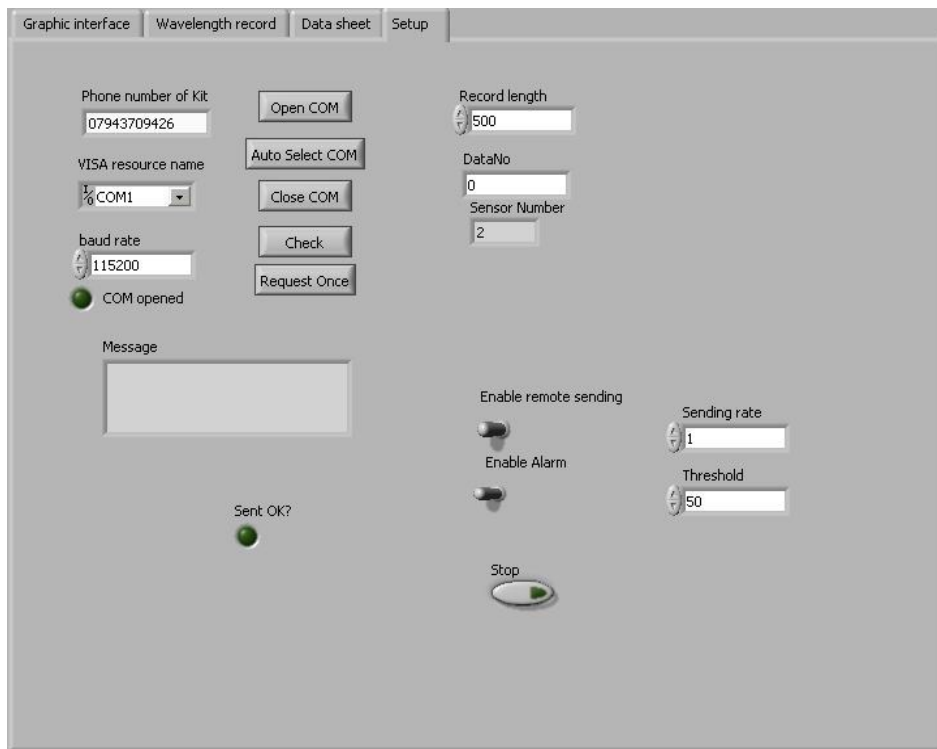 Graphic interface
Wavelength record
Data sheet
Setup
Phone number of Kit
07943709426
VISA resource name
I/O COM1
baud rate
115200
COM opened
Open COM
Auto Select COM
Close COM
Check
Request Once
Record length
500
DataNo
0
Sensor Number
2
Message
Sent OK?
Enable remote sending
Enable Alarm
Sending rate
1
Threshold
50
Stop